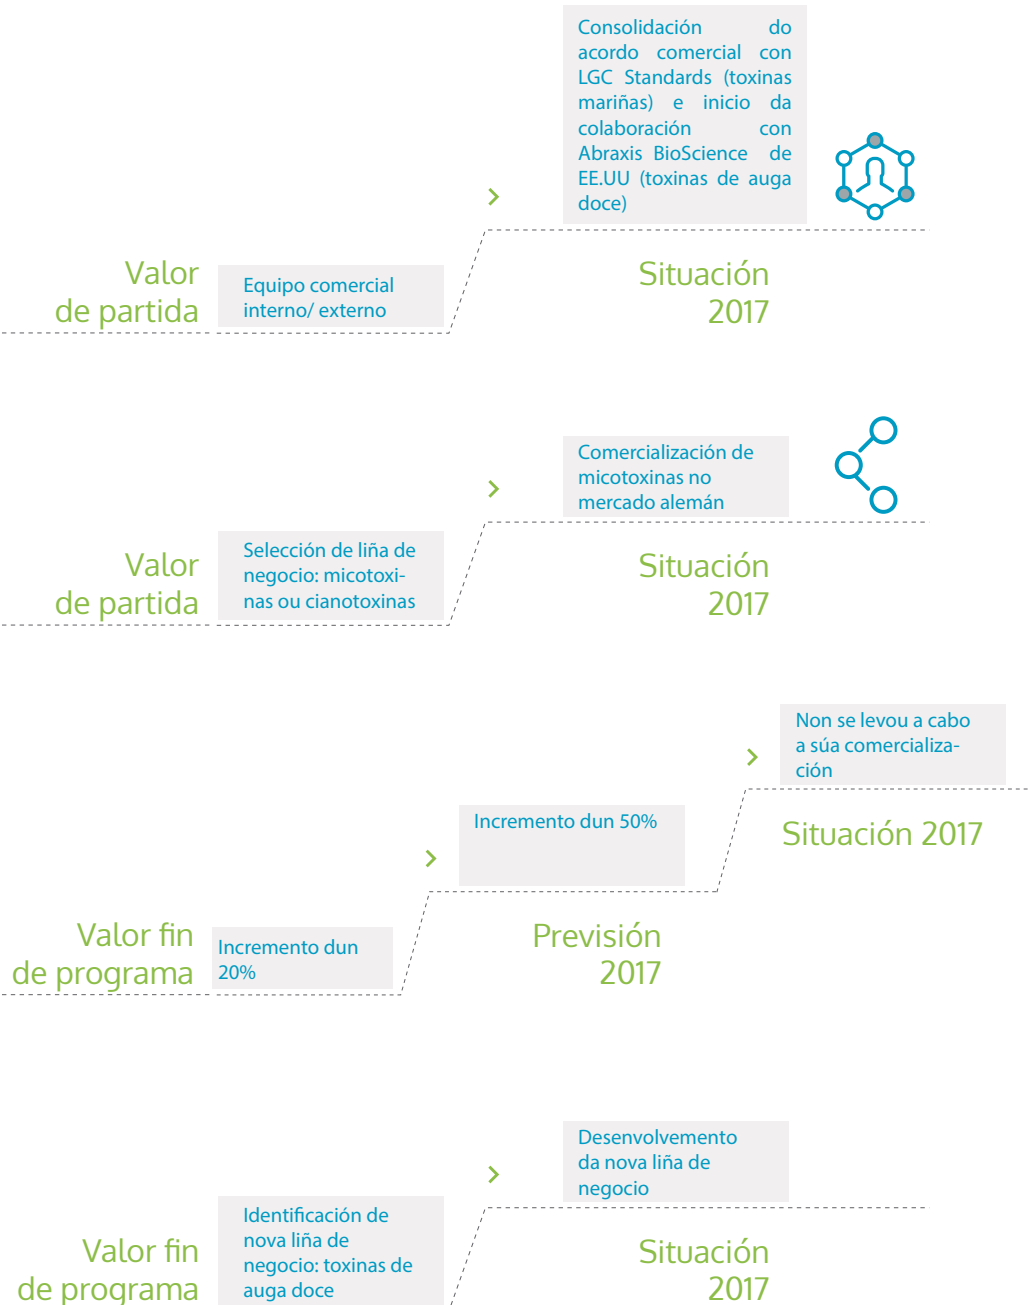 Consolidación do
acordo comercial con
LGC Standards (toxinas
mariñas) e inicio da
colaboración con
Abraxis BioScience de
EE.UU (toxinas de auga
doce)
Valor
de partida
Equipo comercial
interno/ externo
Situación
2017
Comercialización de
micotoxinas no
mercado alemán
Valor
de partida
Selección de liña de
negocio: micotoxi-
nas ou cianotoxinas
Situación
2017
Non se levou a cabo
a súa comercializa-
ción
Incremento dun 50%
Situación 2017
Valor fin
de programa
Incremento dun
20%
Previsión
2017
Desenvolvemento
da nova liña de
negocio
Valor fin
de programa
Identificación de
nova liña de
negocio: toxinas de
auga doce
Situación
2017